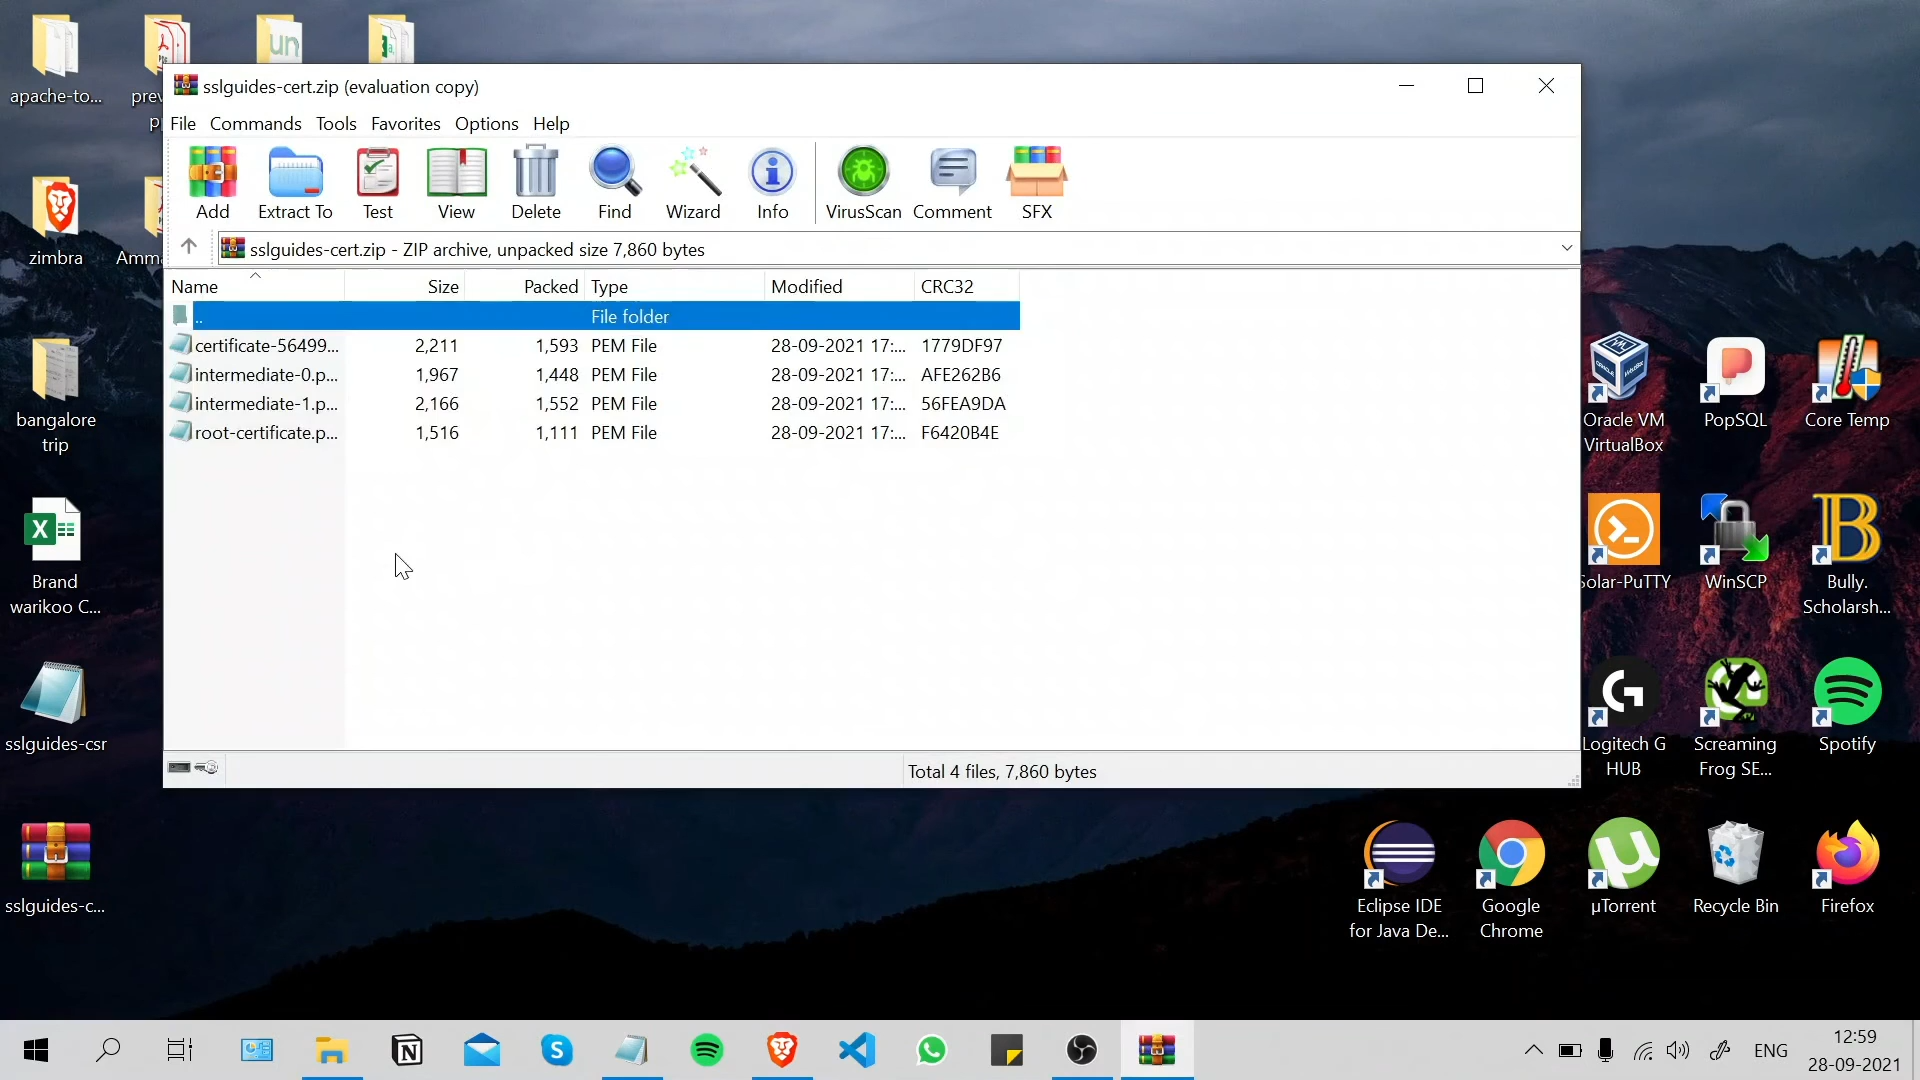 apache-to...
prev
p
zimbra
Amma
bangalore
trip
Brand
warikoo C...
sslguides-csr
sslguides-c...
sslguides-cert.zip (evaluation copy)
File Commands Tools Favorites Options Help
Add Extract To Test View Delete Find Wizard Info VirusScan Comment SFX
sslguides-cert.zip - ZIP archive, unpacked size 7,860 bytes
Name Size Packed Type Modified CRC32
.. File folder
certificate-56499... 2,211 1,593 PEM File 28-09-2021 17:... 1779DF97
intermediate-0.p... 1,967 1,448 PEM File 28-09-2021 17:... AFE262B6
intermediate-1.p... 2,166 1,552 PEM File 28-09-2021 17:... 56FEA9DA
root-certificate.p... 1,516 1,111 PEM File 28-09-2021 17:... F6420B4E
Total 4 files, 7,860 bytes
Oracle VM
VirtualBox
PopSQL
Core Temp
Solar-PuTTY
WinSCP
Bully.
Scholarsh...
Logitech G
HUB
Screaming
Frog SE...
Spotify
Eclipse IDE
for Java De...
Google
Chrome
µTorrent
Recycle Bin
Firefox
ENG
12:59
28-09-2021